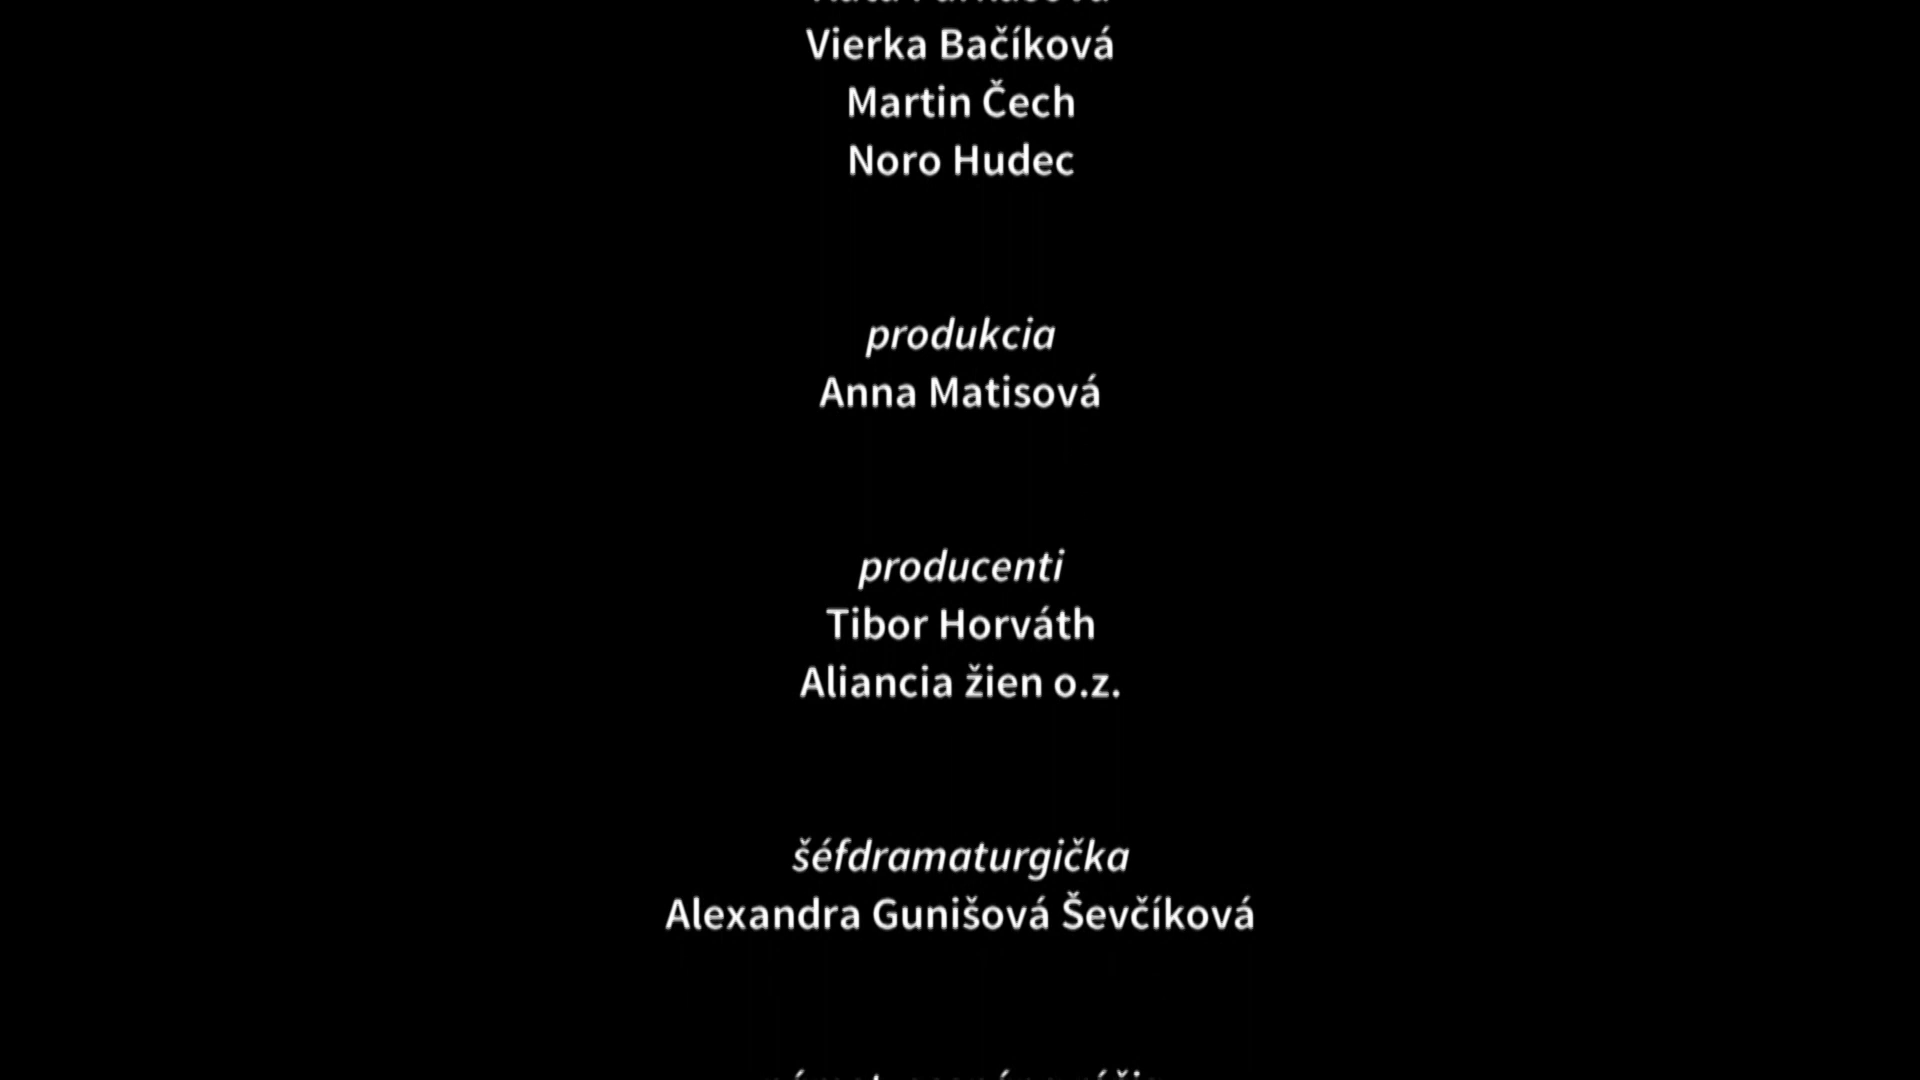 Vierka Bačíková
Martin Čech
Noro Hudec
produkcia
Anna Matisová
producenti
Tibor Horváth
Aliancia žien o.z.
šéfdramaturgička
Alexandra Gunišová Ševčíková